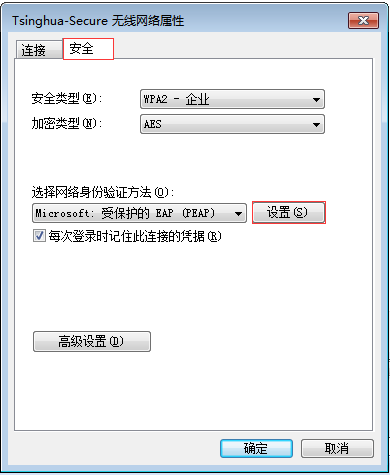 Tsinghua-Secure 无线网络属性
连接 安全
安全类型(E): WPA2 - 企业
加密类型(N): AES
选择网络身份验证方法(O):
Microsoft: 受保护的 EAP (PEAP) 设置(S)
每次登录时记住此连接的凭据(R)
高级设置(D)
确定 取消